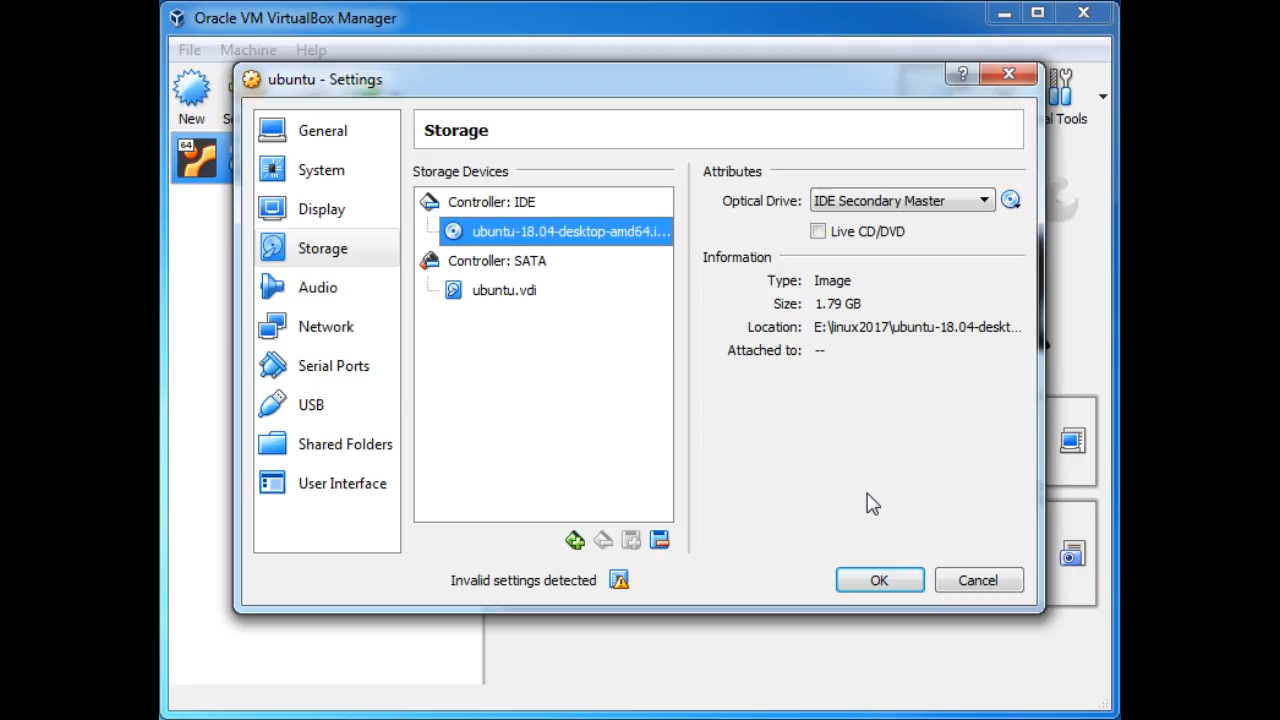 Oracle VM VirtualBox Manager
File Machine Help
ubuntu - Settings
New
l Tools
64
General
System
Display
Storage
Audio
Network
Serial Ports
USB
Shared Folders
User Interface
Storage
Storage Devices
Controller: IDE
ubuntu-18.04-desktop-amd64.i...
Controller: SATA
ubuntu.vdi
Attributes
Optical Drive: IDE Secondary Master
Live CD/DVD
Information
Type: Image
Size: 1.79 GB
Location: E:\linux2017\ubuntu-18.04-deskt...
Attached to: --
Invalid settings detected
OK Cancel